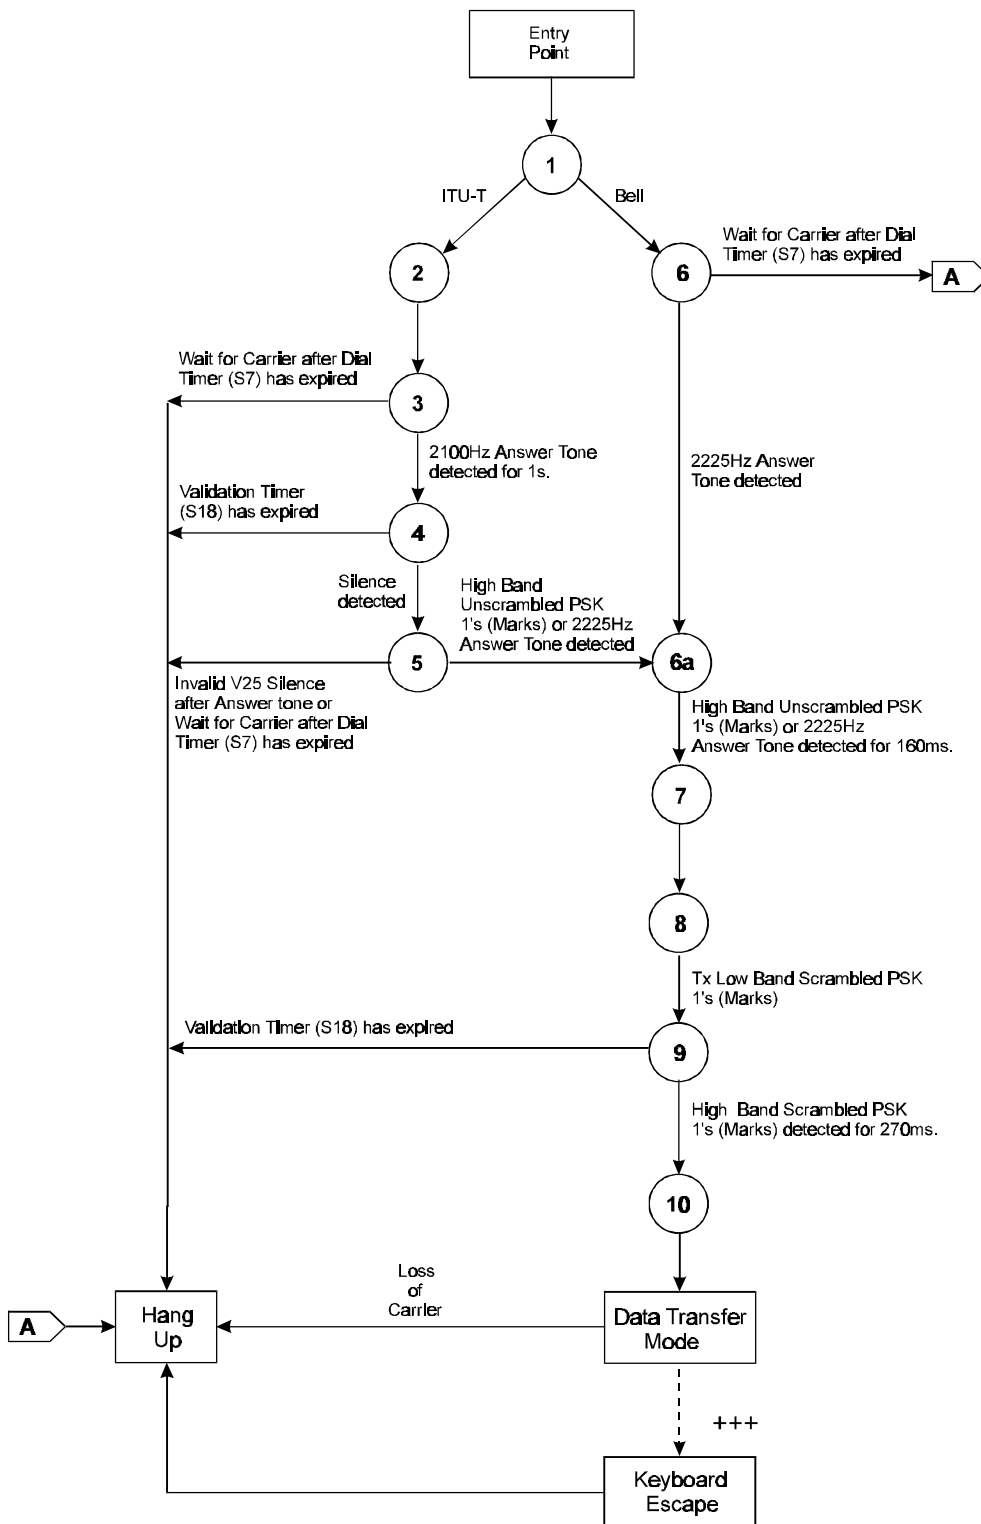 Entry
Point
1
ITU-T
Bell
2
6
Wait for Carrier after Dial
Timer (S7) has expired
A
Wait for Carrier after Dial
Timer (S7) has expired
3
2100Hz Answer Tone
detected for 1s.
2225Hz Answer
Tone detected
Validation Timer
(S18) has expired
4
Silence
detected
High Band
Unscrambled PSK
1's (Marks) or 2225Hz
Answer Tone detected
5
6a
Invalid V25 Silence
after Answer tone or
Wait for Carrier after Dial
Timer (S7) has expired
High Band Unscrambled PSK
1's (Marks) or 2225Hz
Answer Tone detected for 160ms.
7
8
Tx Low Band Scrambled PSK
1's (Marks)
Validation Timer (S18) has expired
9
High Band Scrambled PSK
1's (Marks) detected for 270ms.
10
Loss
of
Carrier
A
Hang
Up
Data Transfer
Mode
+++
Keyboard
Escape